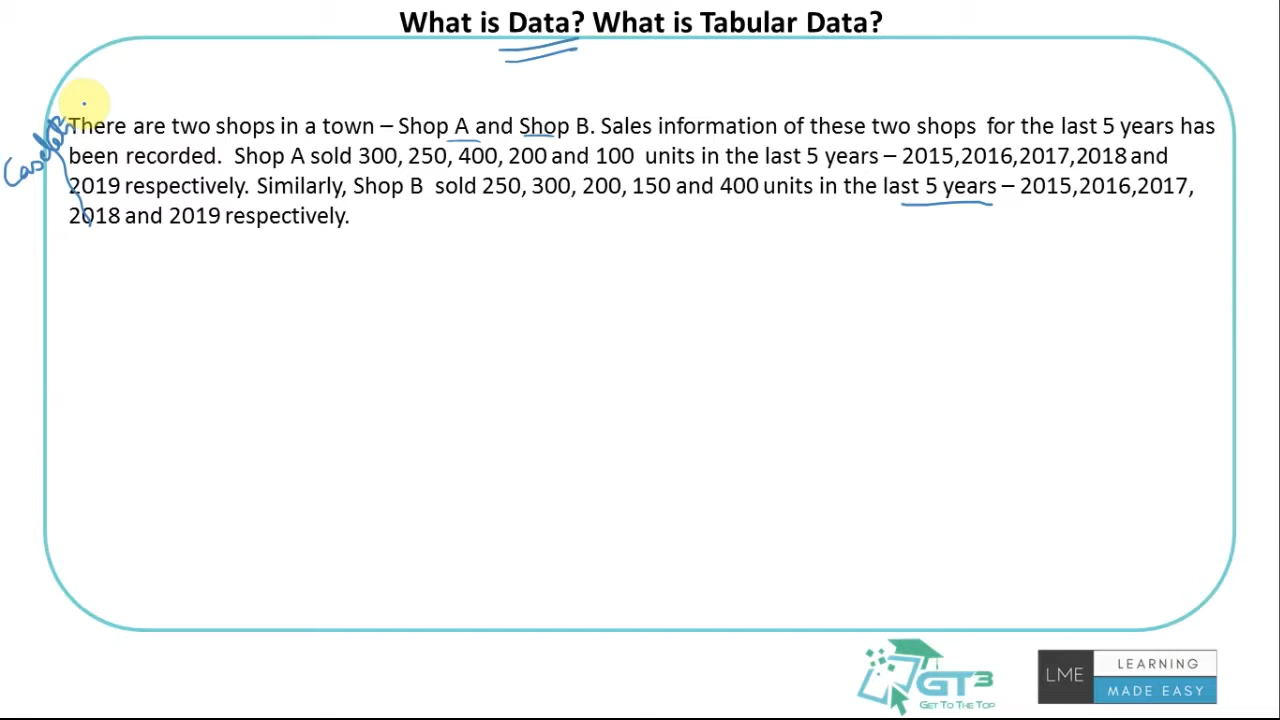 What is Data? What is Tabular Data?
There are two shops in a town – Shop A and Shop B. Sales information of these two shops for the last 5 years has
been recorded. Shop A sold 300, 250, 400, 200 and 100 units in the last 5 years – 2015,2016,2017,2018 and
2019 respectively. Similarly, Shop B sold 250, 300, 200, 150 and 400 units in the last 5 years – 2015,2016,2017,
2018 and 2019 respectively.
Caselet
GT3
GET TO THE TOP
LME
LEARNING
MADE EASY